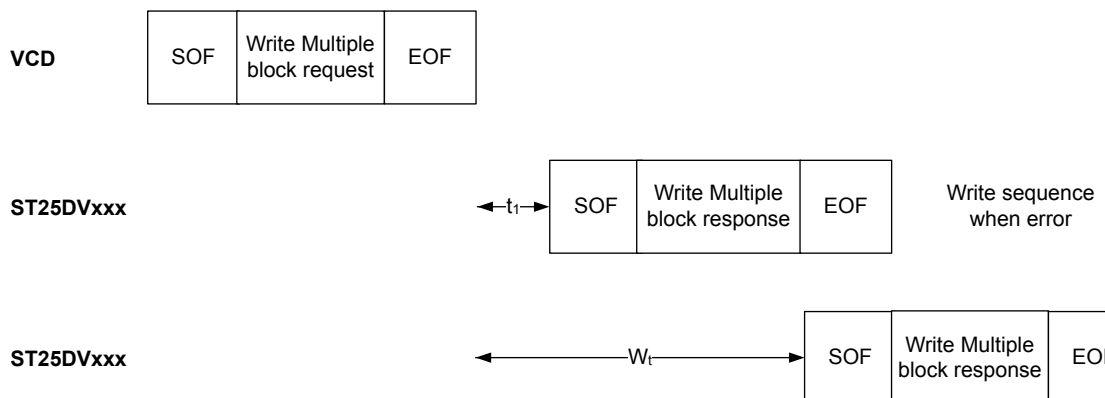 VCD
SOF
Write Multiple
block request
EOF
ST25DVxxx
t₁
SOF
Write Multiple
block response
EOF
Write sequence
when error
ST25DVxxx
Wₜ
SOF
Write Multiple
block response